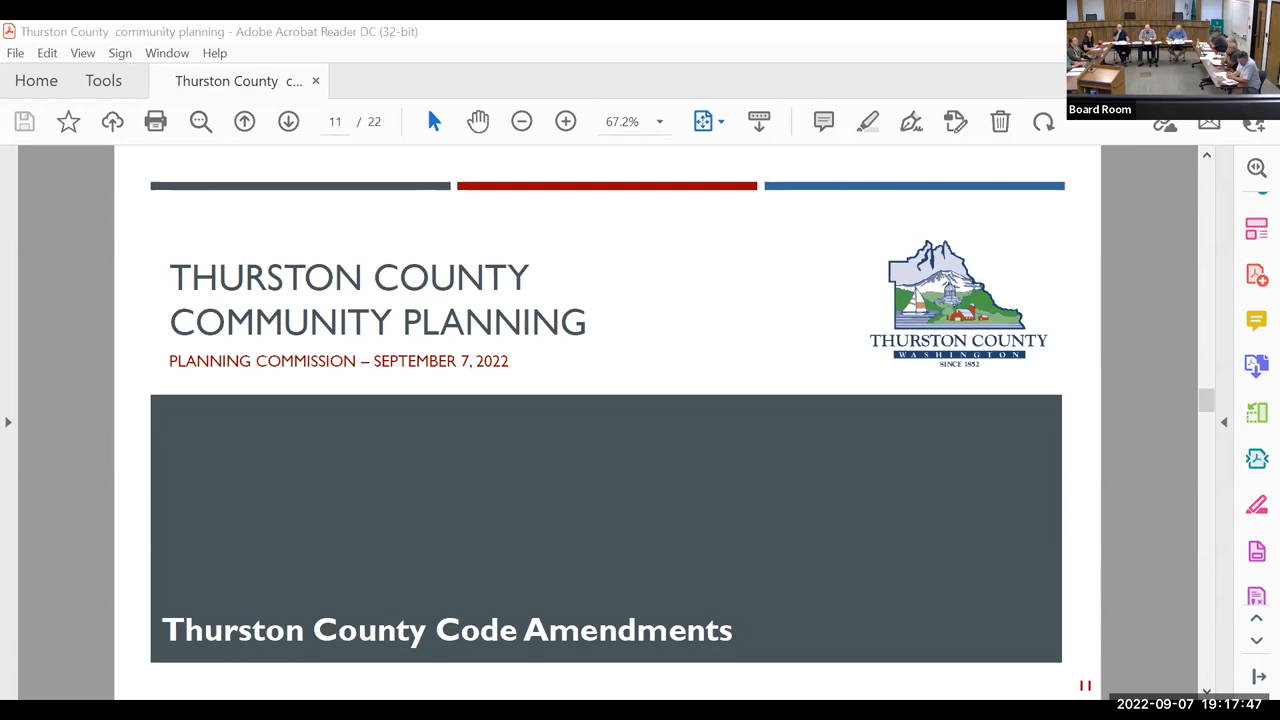 Thurston County community planning - Adobe Acrobat Reader DC (32-bit)
File Edit View Sign Window Help
Home Tools Thurston County c... ×
11 / 67.2%
Board Room
THURSTON COUNTY
COMMUNITY PLANNING
PLANNING COMMISSION – SEPTEMBER 7, 2022
THURSTON COUNTY
WASHINGTON
SINCE 1852
Thurston County Code Amendments
11
2022-09-07 19:17:47